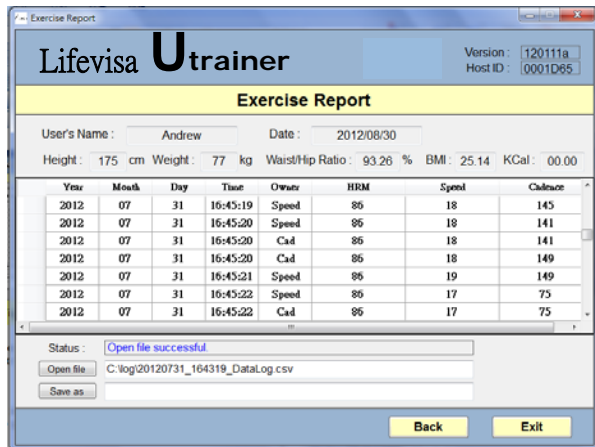 Exercise Report
Lifevisa Utrainer
Version : 120111a
Host ID : 0001D65
Exercise Report
User's Name : Andrew Date : 2012/08/30
Height : 175 cm Weight : 77 kg Waist/Hip Ratio : 93.26 % BMI : 25.14 KCal : 00.00
Year Month Day Time Owner HRM Speed Cadence
2012 07 31 16:45:19 Speed 86 18 145
2012 07 31 16:45:20 Speed 86 18 141
2012 07 31 16:45:20 Cad 86 18 141
2012 07 31 16:45:20 Cad 86 18 149
2012 07 31 16:45:21 Speed 86 19 149
2012 07 31 16:45:22 Speed 86 17 75
2012 07 31 16:45:22 Cad 86 17 75
Status : Open file successful.
Open file C:\log\20120731_164319_DataLog.csv
Save as
Back Exit